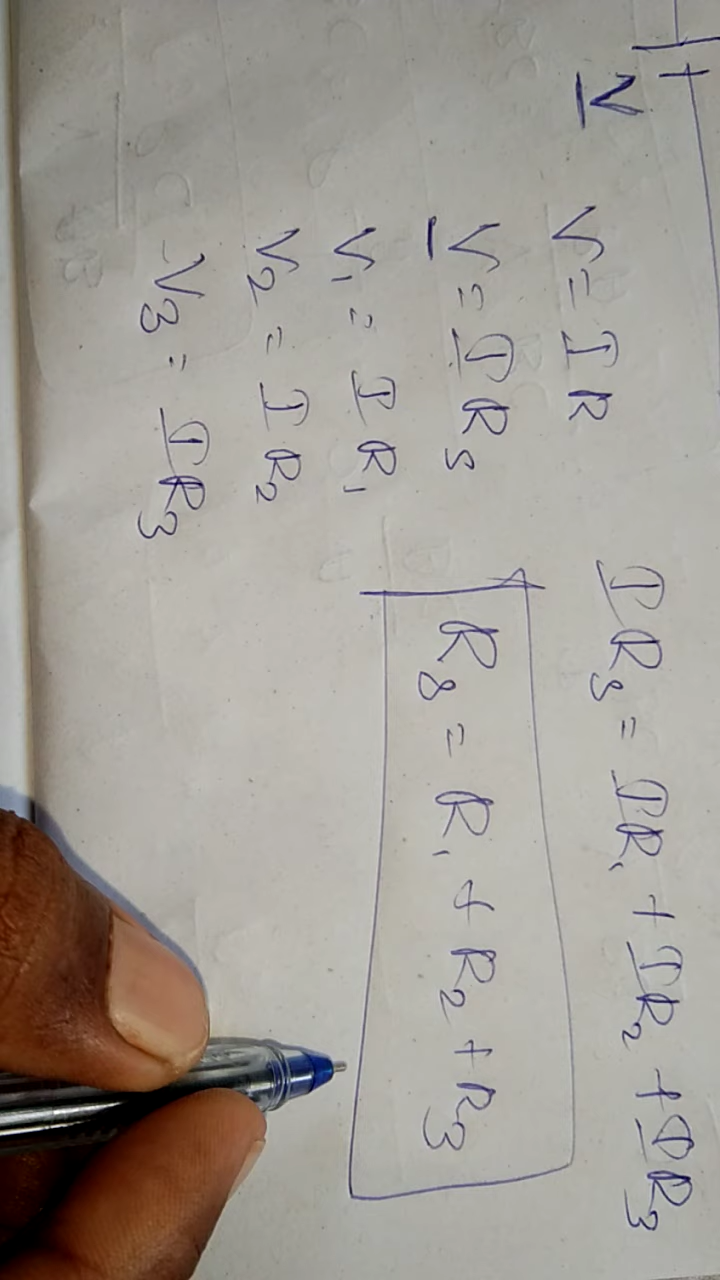 V
V = IR
V = IRs
V₁ = IR₁
V₂ = IR₂
V₃ = IR₃
IRs = IR₁ + IR₂ + IR₃
Rs = R₁ + R₂ + R₃